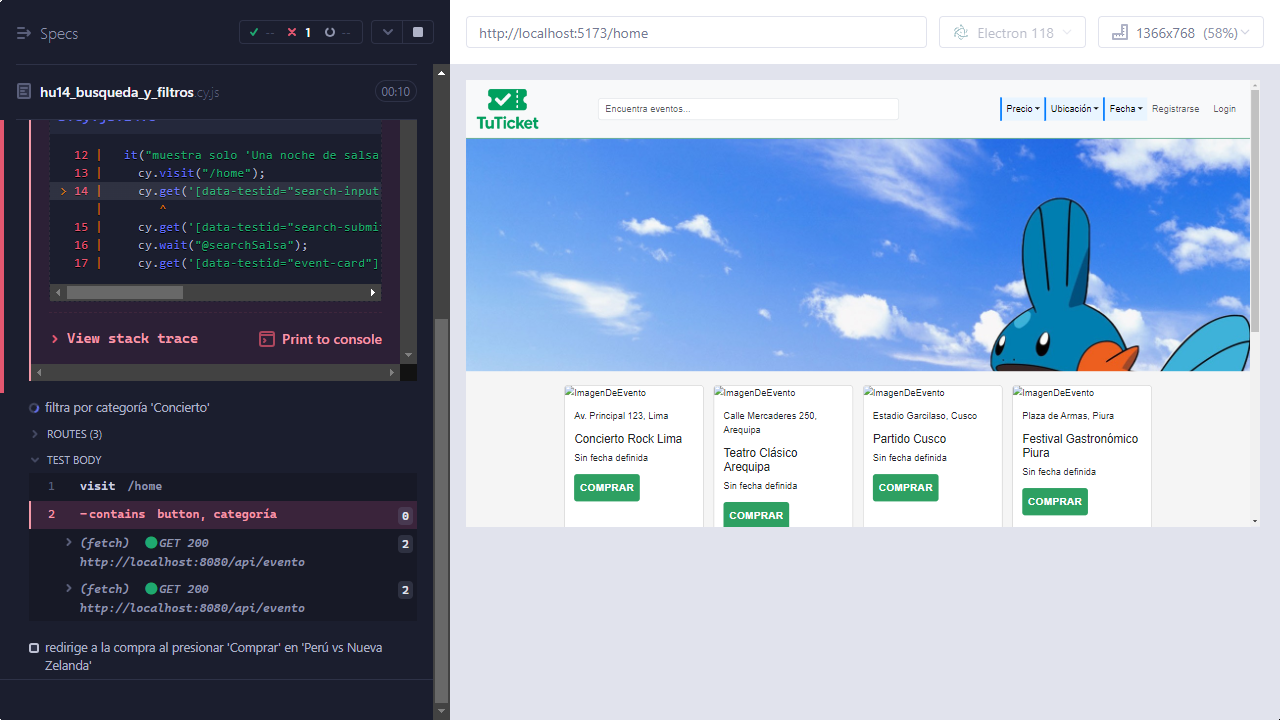 Specs
-- 1 --
http://localhost:5173/home
Electron 118
1366x768 (58%)
hu14_busqueda_y_filtros cy.js
00:10
12 | it("muestra solo 'Una noche de salsa
13 | cy.visit("/home");
> 14 | cy.get('[data-testid="search-input
| ^
15 | cy.get('[data-testid="search-submi
16 | cy.wait("@searchSalsa");
17 | cy.get('[data-testid="event-card"]
View stack trace
Print to console
filtra por categoría 'Concierto'
ROUTES (3)
TEST BODY
1 visit /home
2 -contains button, categoría 0
(fetch) GET 200 2
http://localhost:8080/api/evento
(fetch) GET 200 2
http://localhost:8080/api/evento
redirige a la compra al presionar 'Comprar' en 'Perú vs Nueva
Zelanda'
TuTicket
Encuentra eventos...
Precio
Ubicación
Fecha
Registrarse
Login
ImagenDeEvento
Av. Principal 123, Lima
Concierto Rock Lima
Sin fecha definida
COMPRAR
ImagenDeEvento
Calle Mercaderes 250,
Arequipa
Teatro Clásico
Arequipa
Sin fecha definida
COMPRAR
ImagenDeEvento
Estadio Garcilaso, Cusco
Partido Cusco
Sin fecha definida
COMPRAR
ImagenDeEvento
Plaza de Armas, Piura
Festival Gastronómico
Piura
Sin fecha definida
COMPRAR